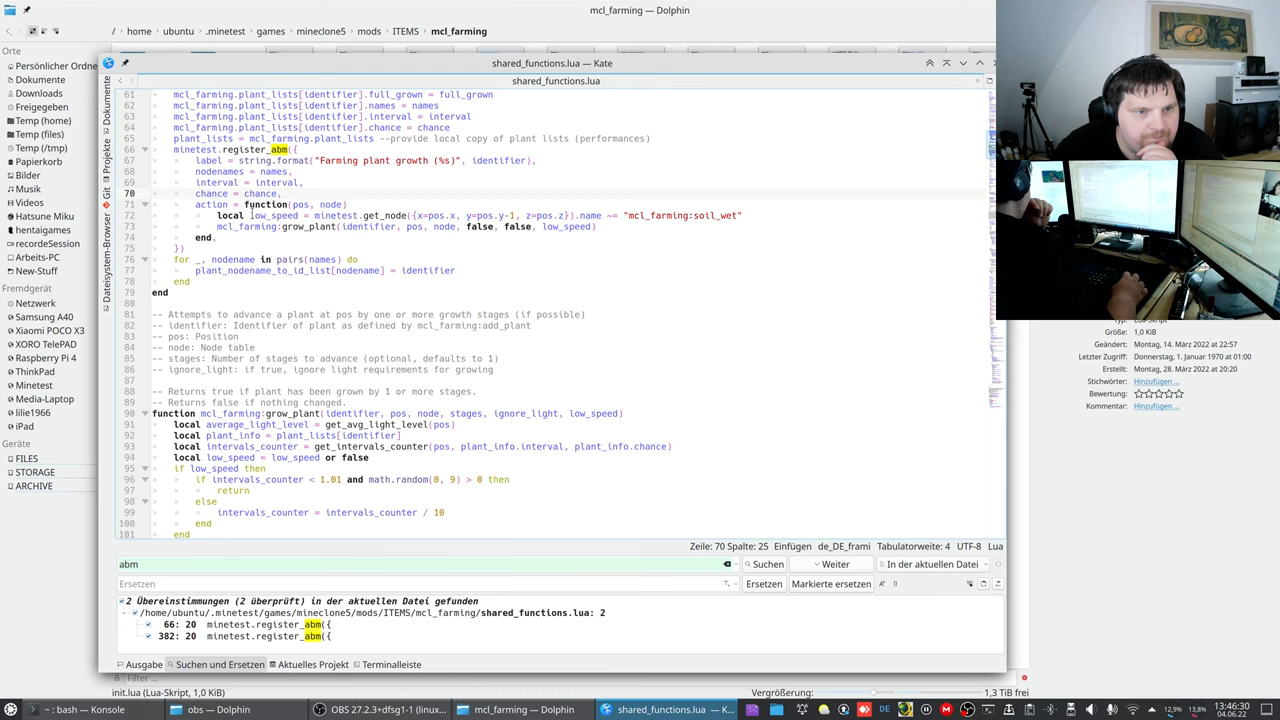 mcl_farming — Dolphin
/ home ubuntu .minetest games mineclone5 mods ITEMS mcl_farming
Orte
Persönlicher Ordne
Dokumente
Downloads
Freigegeben
Temp (home)
Temp (files)
Temp (/tmp)
Papierkorb
Bilder
Musik
Videos
Hatsune Miku
hentaigames
recordeSession
Arbeits-PC
New-Stuff
Fremdgerät
Netzwerk
Samsung A40
Xiaomi POCO X3
XORO TelePAD
Raspberry Pi 4
ThinkPad
Minetest
Media-Laptop
lilie1966
iPad
Geräte
FILES
STORAGE
ARCHIVE
shared_functions.lua — Kate
shared_functions.lua
Dokumente
Projekte
Git
Dateisystem-Browser
61 mcl_farming.plant_lists[identifier].full_grown = full_grown
62 mcl_farming.plant_lists[identifier].names = names
63 mcl_farming.plant_lists[identifier].interval = interval
64 mcl_farming.plant_lists[identifier].chance = chance
65 plant_lists = mcl_farming.plant_lists --provide local copy of plant lists (performances)
66 minetest.register_abm({
67 label = string.format("Farming plant growth (%s)", identifier),
68 nodenames = names,
69 interval = interval,
70 chance = chance,
71 action = function(pos, node)
72 local low_speed = minetest.get_node({x=pos.x, y=pos.y-1, z=pos.z}).name ~= "mcl_farming:soil_wet"
73 mcl_farming:grow_plant(identifier, pos, node, false, false, low_speed)
74 end,
75 })
76 for _, nodename in pairs(names) do
77 plant_nodename_to_id_list[nodename] = identifier
78 end
79 end
80
81 -- Attempts to advance a plant at pos by one or more growth stages (if possible)
82 -- identifier: Identifier of plant as defined by mcl_farming:add_plant
83 -- pos: Position
84 -- node: Node table
85 -- stages: Number of stages to advance (optional, defaults to 1)
86 -- ignore_light: if true, ignore light requirements for growing
87
88 -- Returns true if plant has been grown by 1 or more stages.
89 -- Returns false if nothing changed.
90 function mcl_farming:grow_plant(identifier, pos, node, stages, ignore_light, low_speed)
91 local average_light_level = get_avg_light_level(pos)
92 local plant_info = plant_lists[identifier]
93 local intervals_counter = get_intervals_counter(pos, plant_info.interval, plant_info.chance)
94 local low_speed = low_speed or false
95 if low_speed then
96 if intervals_counter < 1.01 and math.random(0, 9) > 0 then
97 return
98 else
99 intervals_counter = intervals_counter / 10
100 end
101 end
Zeile: 70 Spalte: 25 Einfügen de_DE_frami Tabulatorweite: 4 UTF-8 Lua
abm Suchen Weiter In der aktuellen Datei
Ersetzen Ersetzen Markierte ersetzen
2 Übereinstimmungen (2 überprüft) in der aktuellen Datei gefunden
/home/ubuntu/.minetest/games/mineclone5/mods/ITEMS/mcl_farming/shared_functions.lua: 2
66: 20 minetest.register_abm({
382: 20 minetest.register_abm({
Ausgabe Suchen und Ersetzen Aktuelles Projekt Terminalleiste
Größe: 1,0 KiB
Geändert: Montag, 14. März 2022 um 22:57
Letzter Zugriff: Donnerstag, 1. Januar 1970 at 01:00
Erstellt: Montag, 28. März 2022 at 20:20
Stichwörter: Hinzufügen ...
Bewertung:
Kommentar: Hinzufügen ...
Filter ...
init.lua (Lua-Skript, 1,0 KiB) Vergrößerung: 1,3 TiB frei
~ : bash — Konsole obs — Dolphin OBS 27.2.3+dfsg1-1 (linux... mcl_farming — Dolphin shared_functions.lua — K... DE 12,9% 13,8% 13:46:30
04.06.22